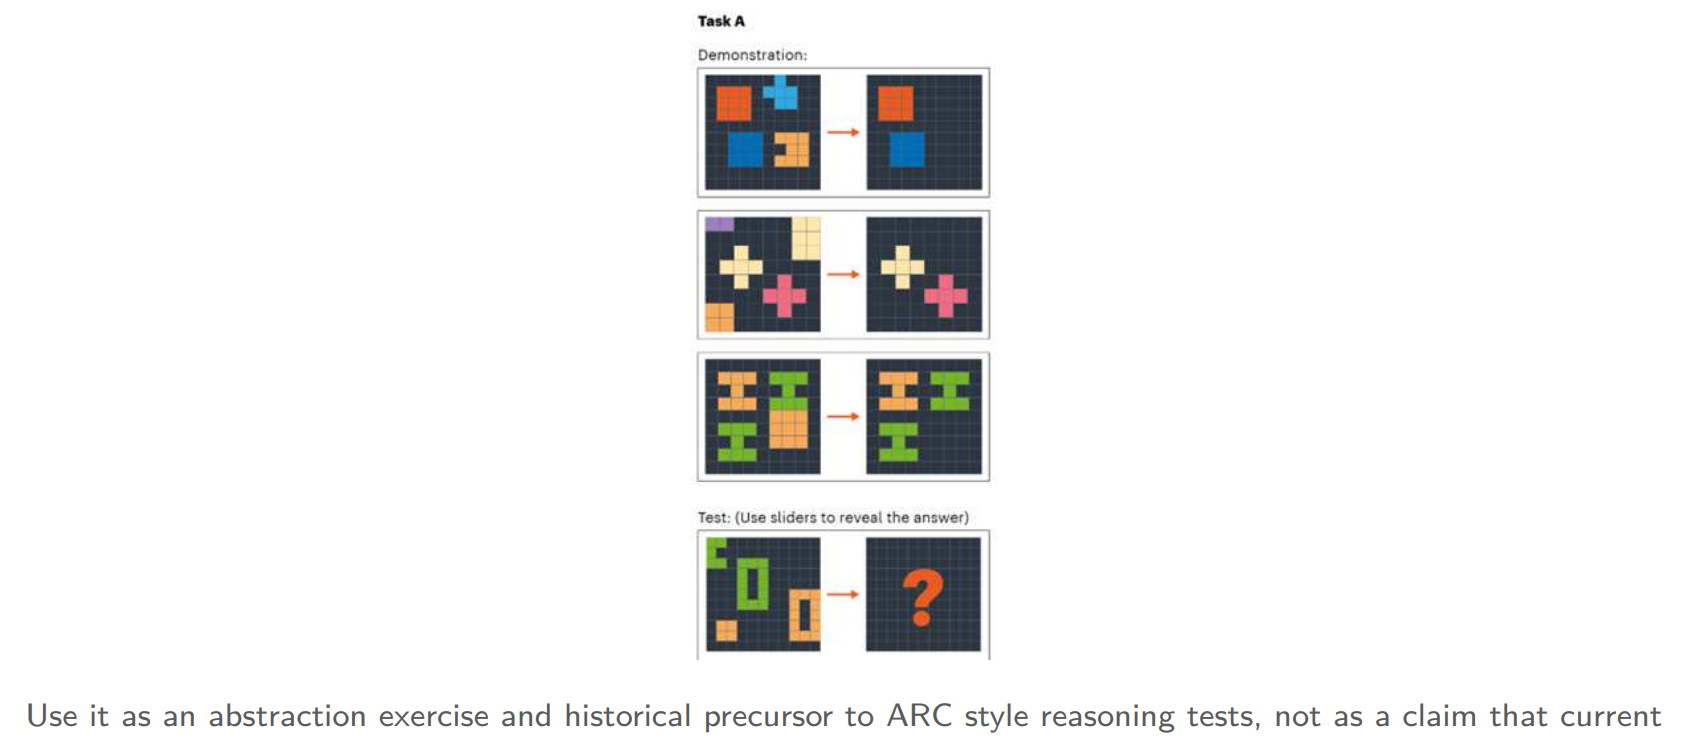 Task A
Demonstration:
Test: (Use sliders to reveal the answer)
?
Use it as an abstraction exercise and historical precursor to ARC style reasoning tests, not as a claim that current